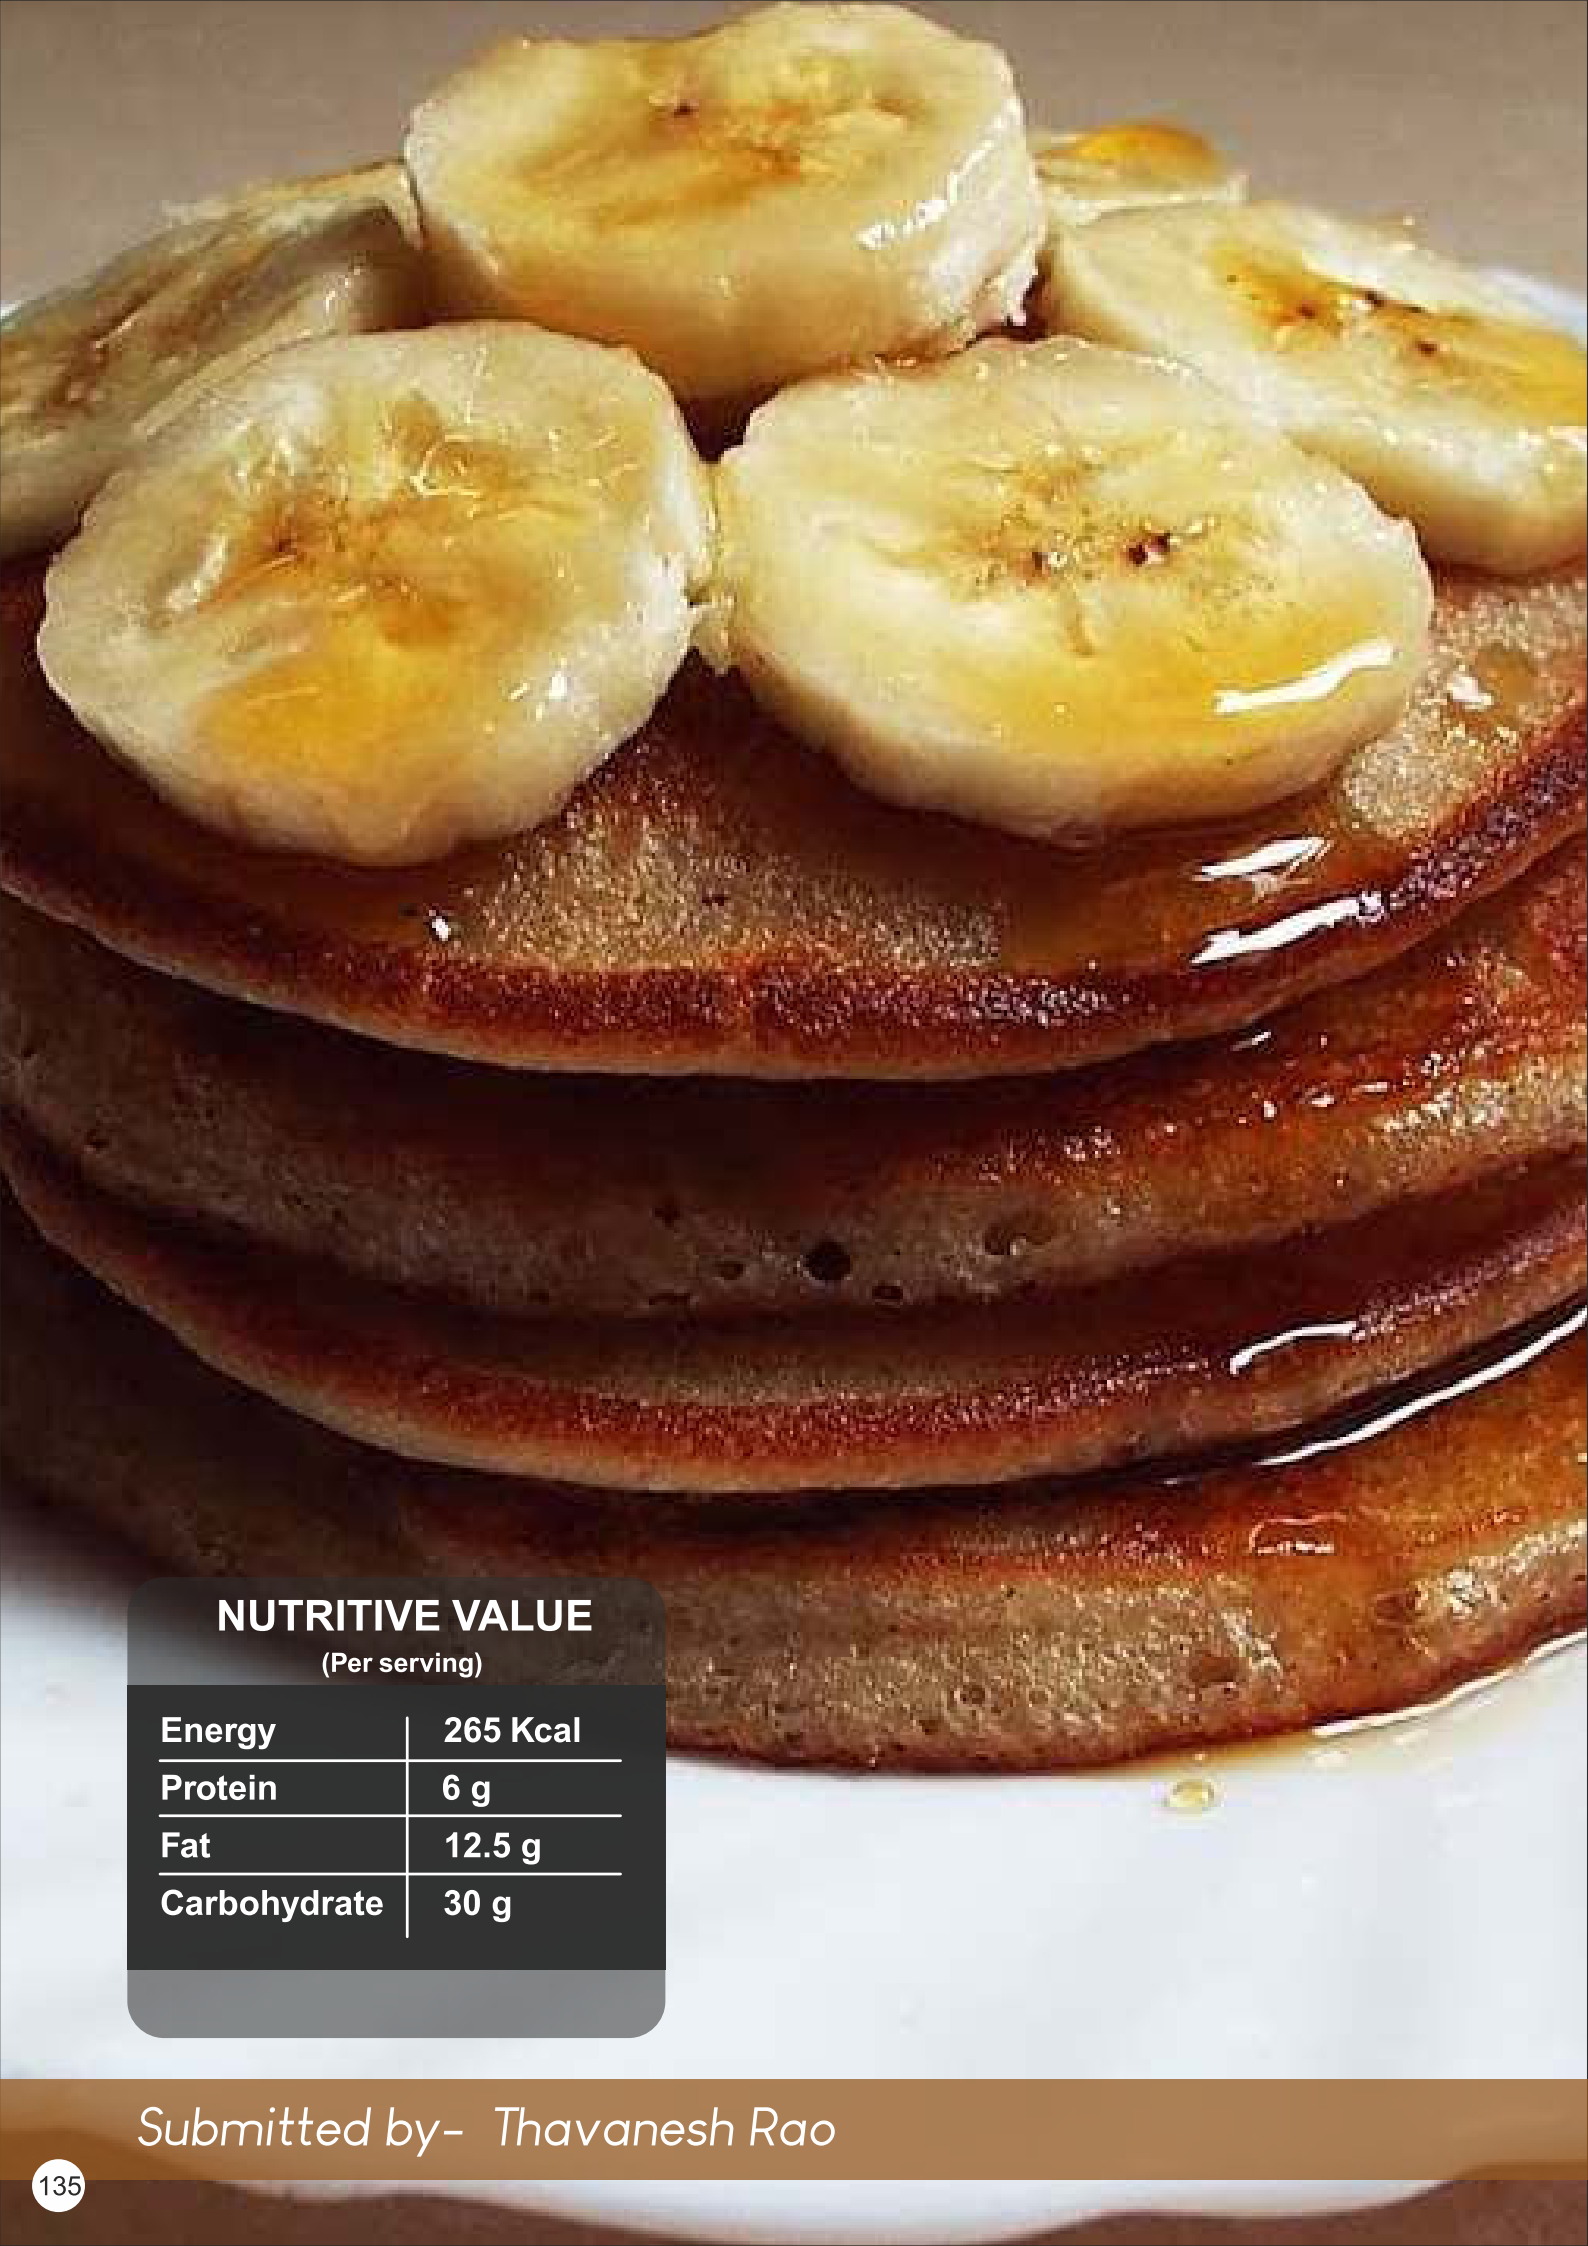 NUTRITIVE VALUE
(Per serving)
Energy 265 Kcal
Protein 6 g
Fat 12.5 g
Carbohydrate 30 g
Submitted by- Thavanesh Rao
135